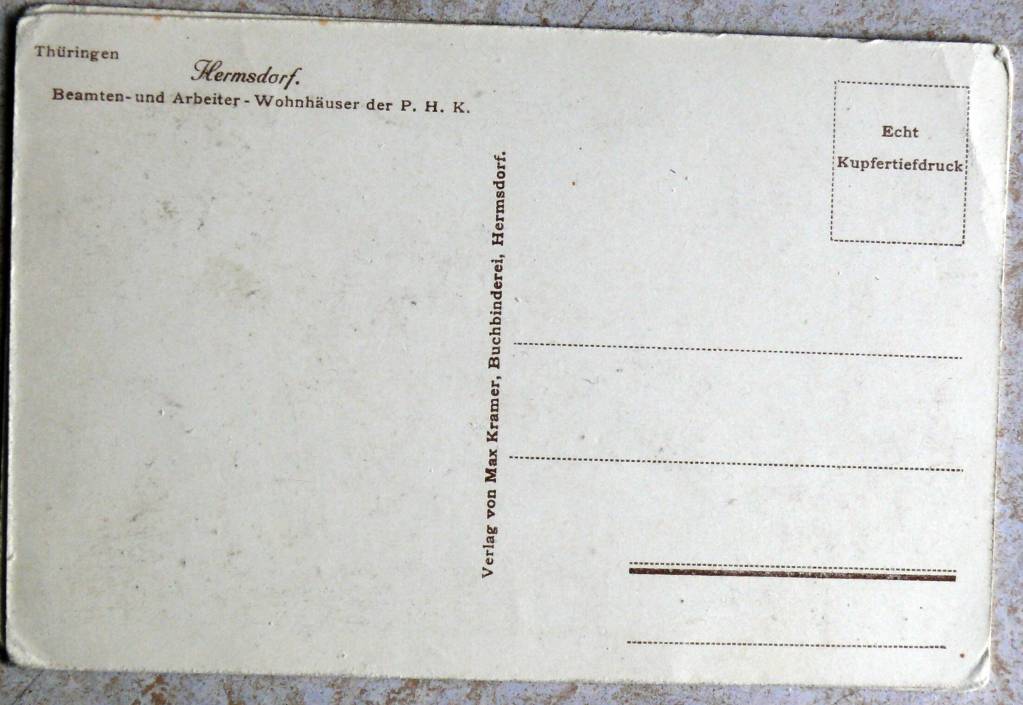 Thüringen
Hermsdorf.
Beamten- und Arbeiter - Wohnhäuser der P. H. K.
Verlag von Max Kramer, Buchbinderei, Hermsdorf.
Echt
Kupfertiefdruck